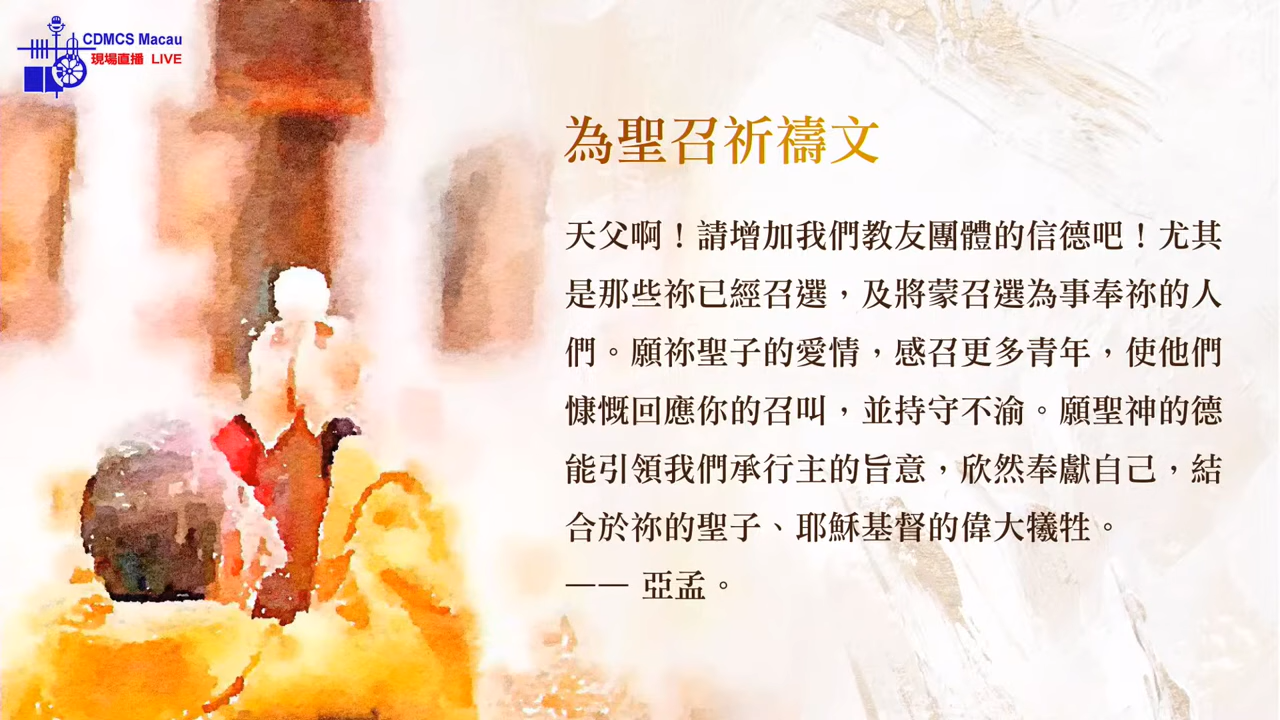 CDMCS Macau
現場直播 LIVE
為聖召祈禱文
天父啊！請增加我們教友團體的信德吧！尤其
是那些祢已經召選，及將蒙召選為事奉祢的人
們。願祢聖子的愛情，感召更多青年，使他們
慷慨回應你的召叫，並持守不渝。願聖神的德
能引領我們承行主的旨意，欣然奉獻自己，結
合於祢的聖子、耶穌基督的偉大犧牲。
—— 亞孟。